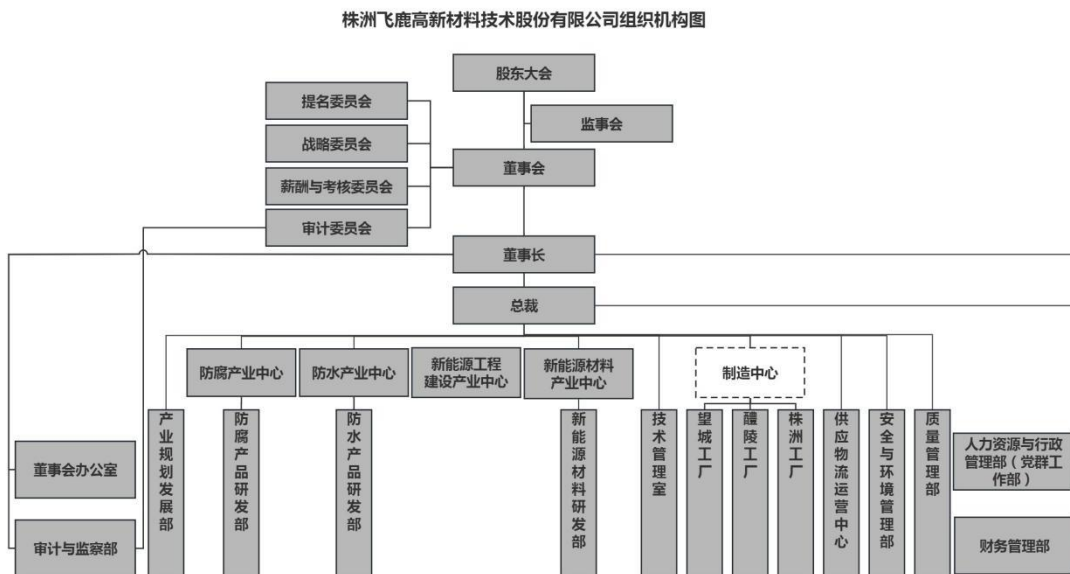 株洲飞鹿高新材料技术股份有限公司组织机构图
股东大会
提名委员会
监事会
战略委员会
董事会
薪酬与考核委员会
审计委员会
董事长
总裁
防腐产业中心
防水产业中心
新能源工程
建设产业中心
新能源材料
产业中心
制造中心
产业规划发展部
防腐产品研发部
防水产品研发部
新能源材料研发部
技术管理室
望城工厂
醴陵工厂
株洲工厂
供应物流运营中心
安全与环境管理部
质量管理部
董事会办公室
人力资源与行政
管理部（党群工
作部）
审计与监察部
财务管理部